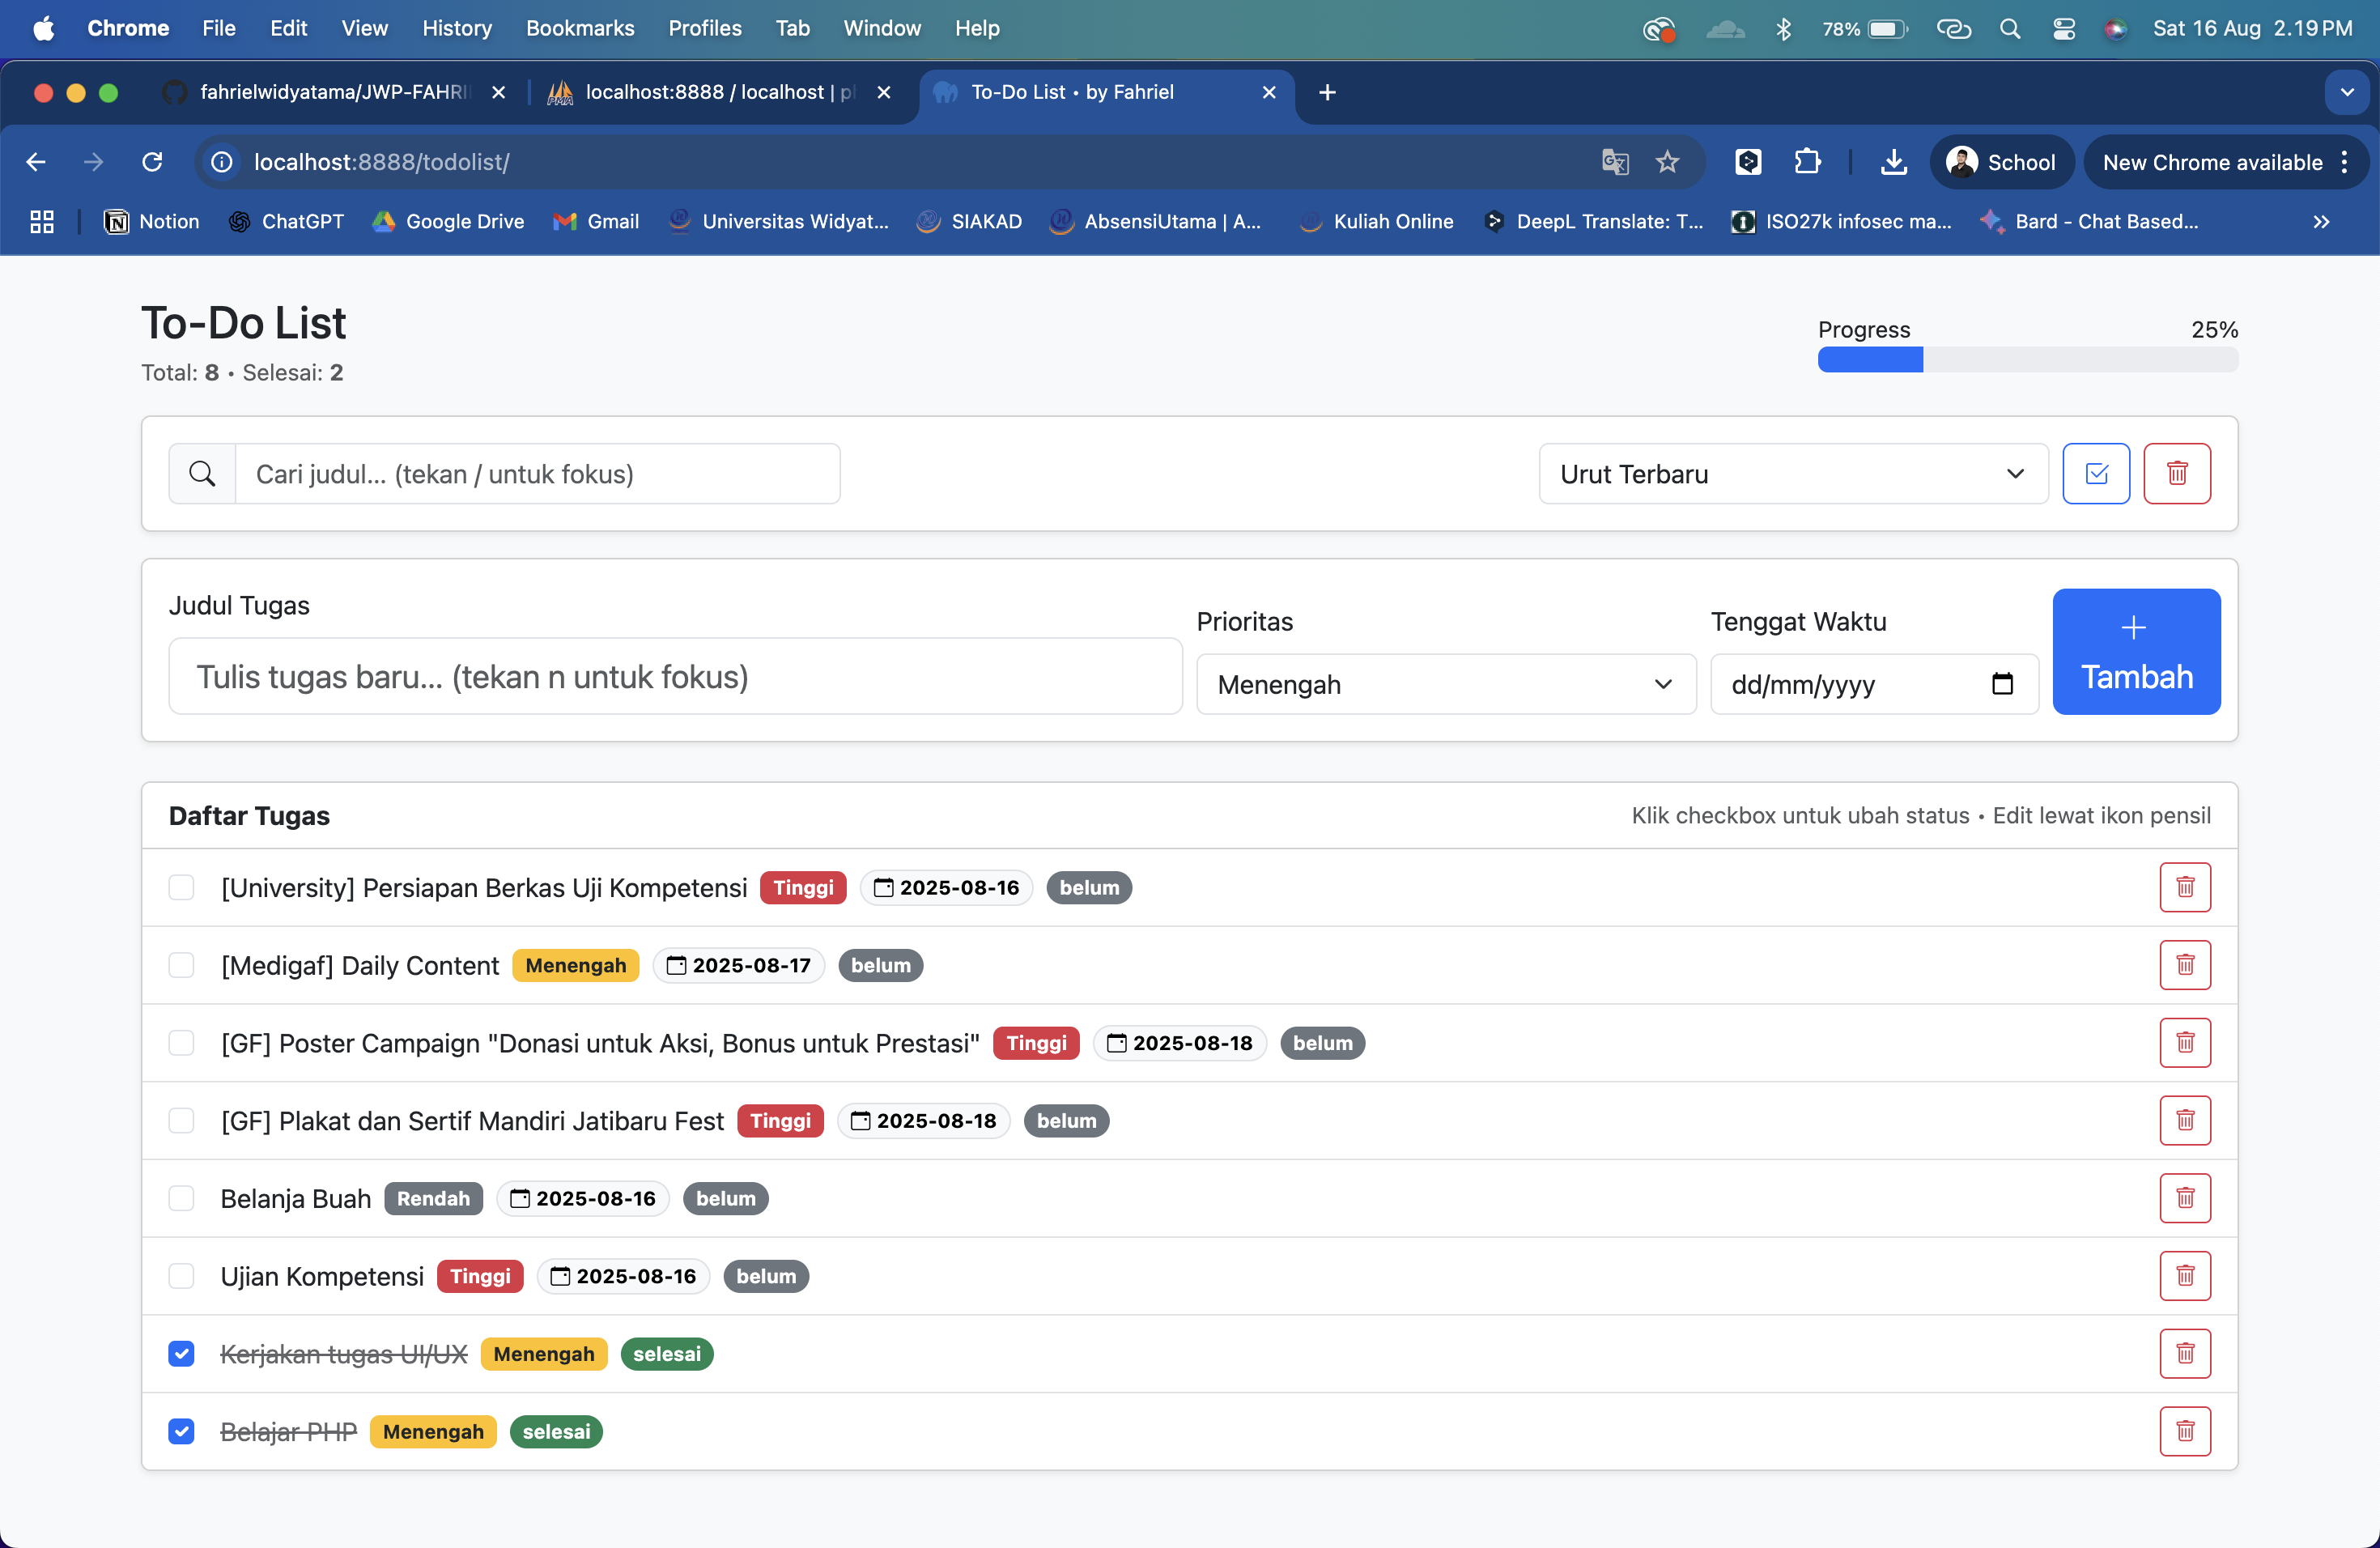 Chrome File Edit View History Bookmarks Profiles Tab Window Help 78% Sat 16 Aug 2.19 PM
fahrielwidyatama/JWP-FAHRI localhost:8888 / localhost | To-Do List • by Fahriel
localhost:8888/todolist/ School New Chrome available
Notion ChatGPT Google Drive Gmail Universitas Widyat... SIAKAD AbsensiUtama | A... Kuliah Online DeepL Translate: T... ISO27k infosec ma... Bard - Chat Based...
To-Do List
Progress 25%
Total: 8 • Selesai: 2
Cari judul... (tekan / untuk fokus) Urut Terbaru
Judul Tugas Prioritas Tenggat Waktu
Tulis tugas baru... (tekan n untuk fokus) Menengah dd/mm/yyyy + Tambah
Daftar Tugas Klik checkbox untuk ubah status • Edit lewat ikon pensil
[University] Persiapan Berkas Uji Kompetensi Tinggi 2025-08-16 belum
[Medigaf] Daily Content Menengah 2025-08-17 belum
[GF] Poster Campaign "Donasi untuk Aksi, Bonus untuk Prestasi" Tinggi 2025-08-18 belum
[GF] Plakat dan Sertif Mandiri Jatibaru Fest Tinggi 2025-08-18 belum
Belanja Buah Rendah 2025-08-16 belum
Ujian Kompetensi Tinggi 2025-08-16 belum
Kerjakan tugas UI/UX Menengah selesai
Belajar PHP Menengah selesai